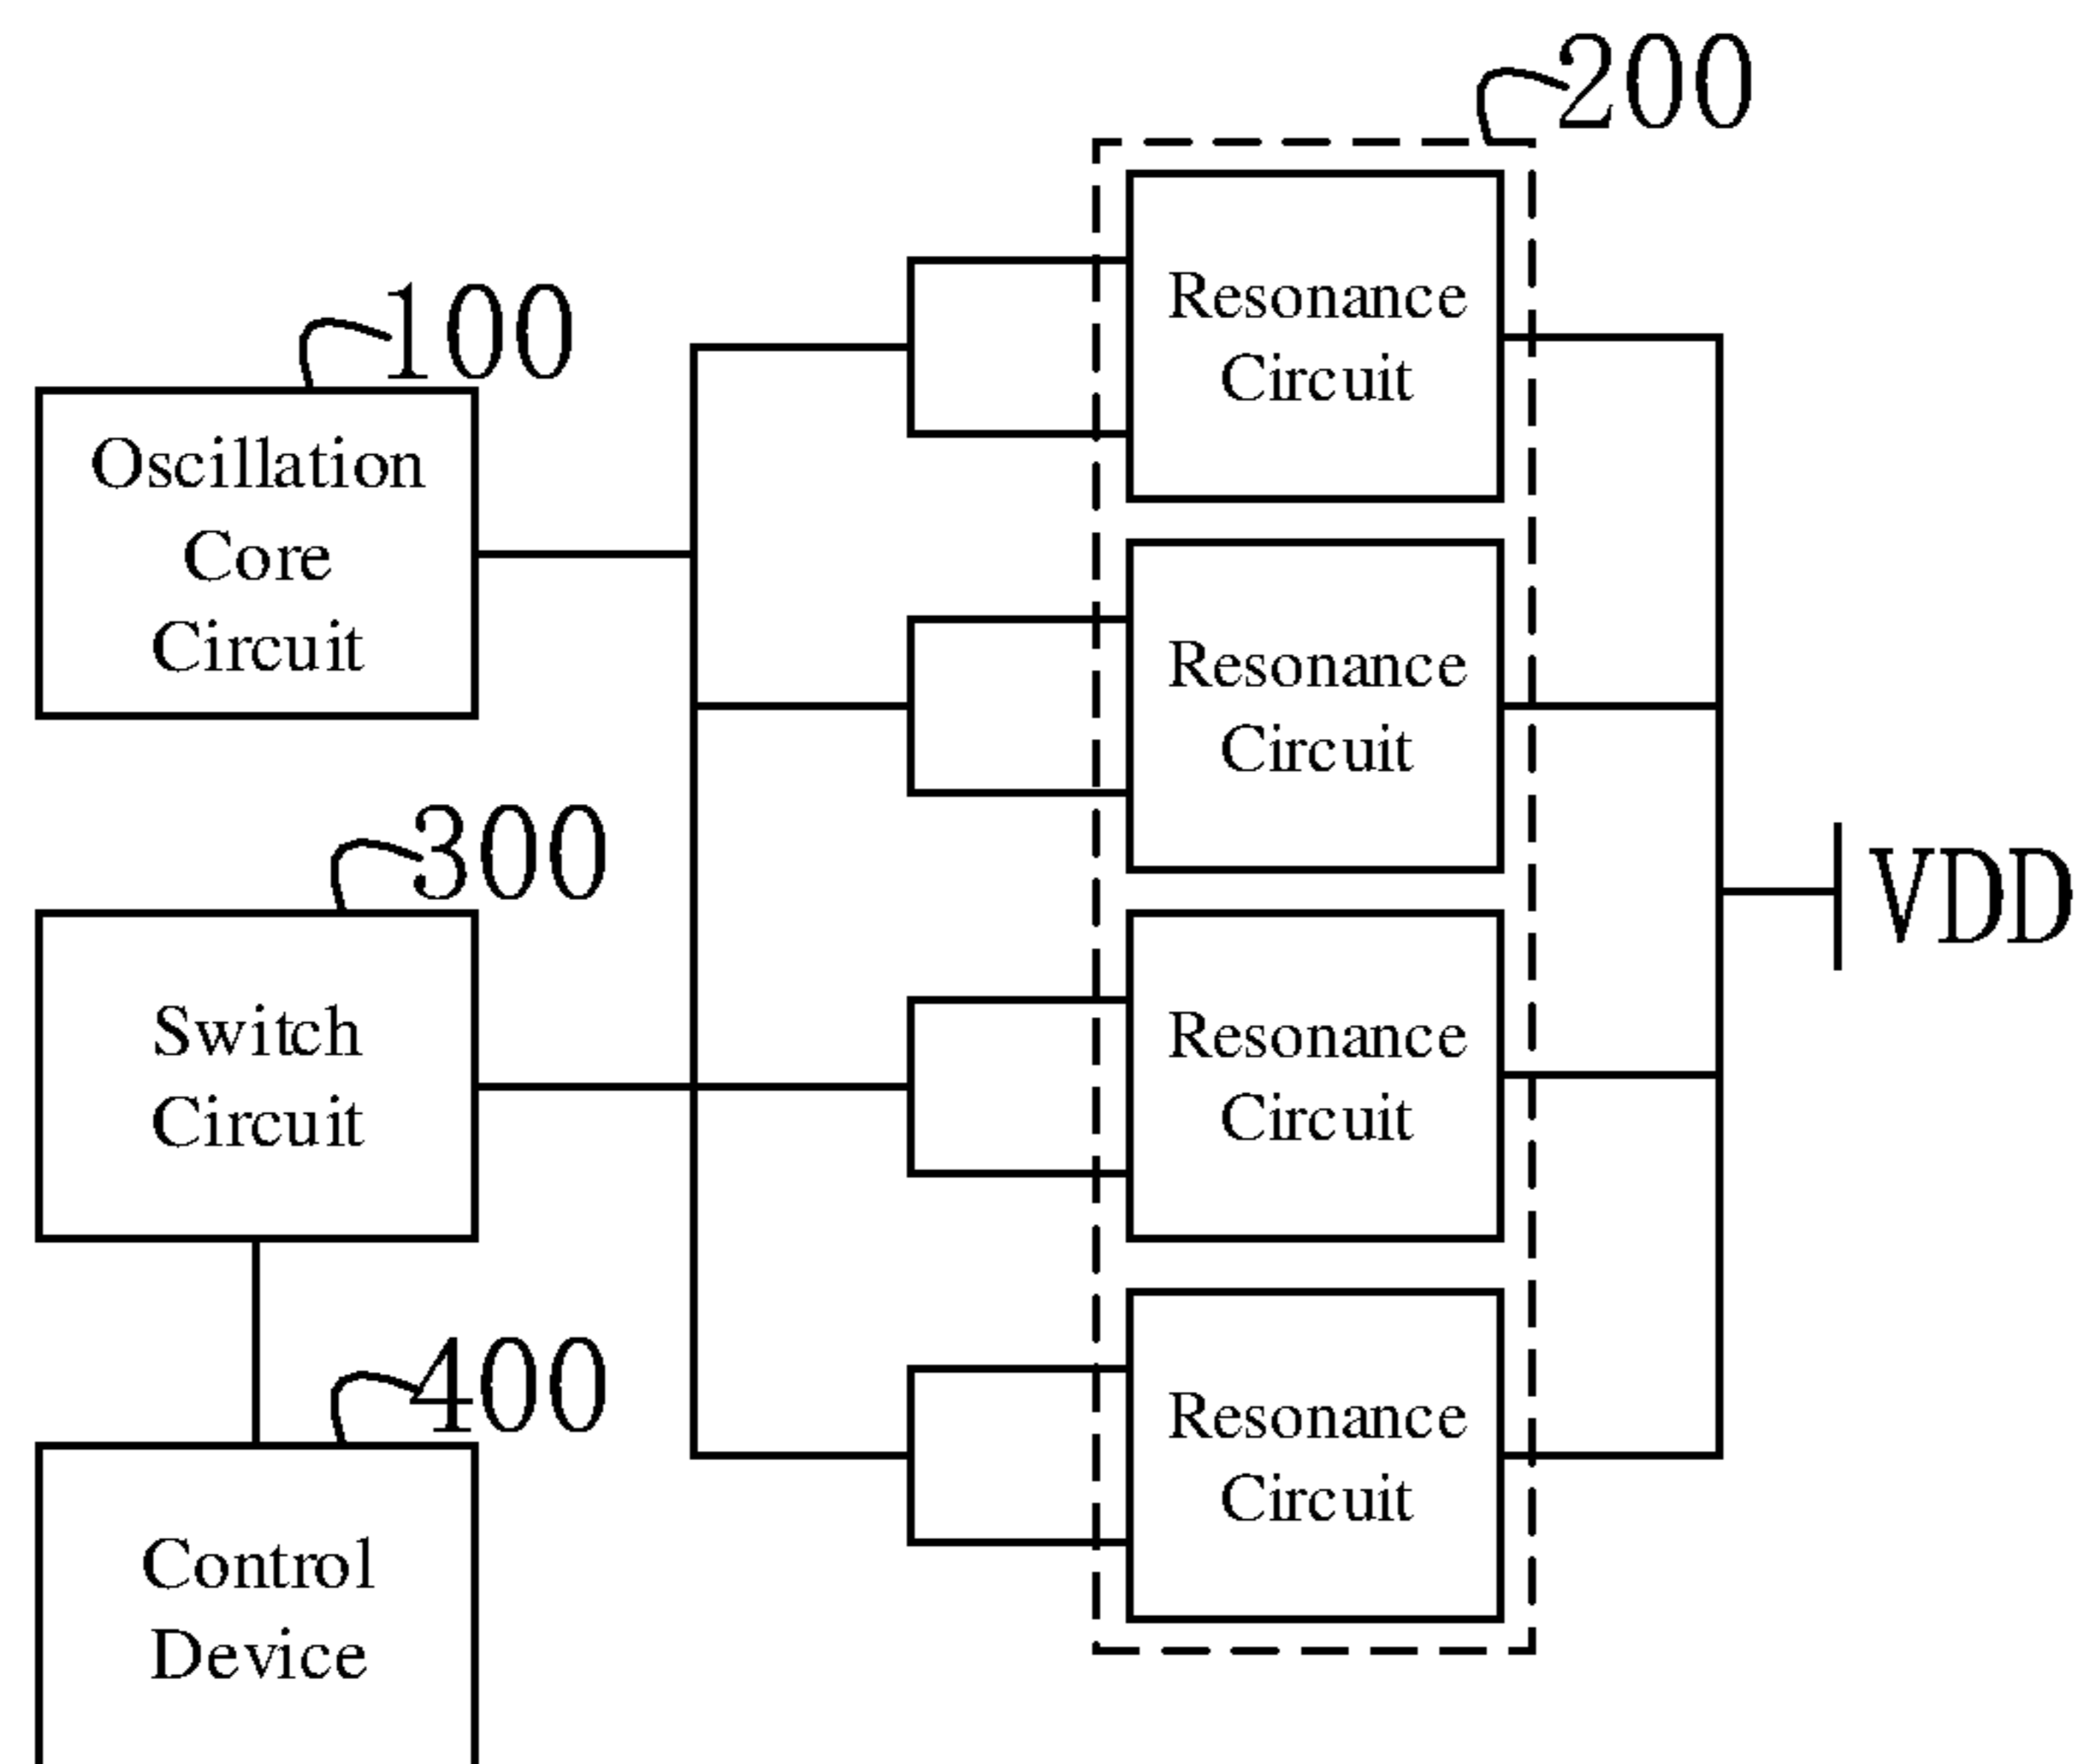 200
100
Oscillation
Core
Circuit
300
Switch
Circuit
400
Control
Device
Resonance
Circuit
Resonance
Circuit
Resonance
Circuit
Resonance
Circuit
VDD